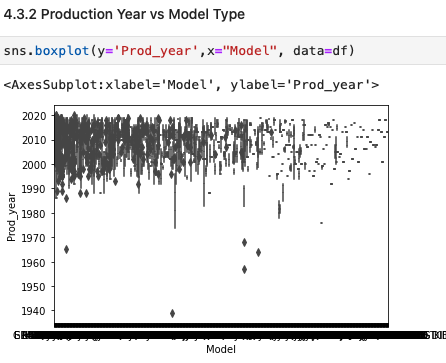 4.3.2 Production Year vs Model Type
sns.boxplot(y='Prod_year',x="Model", data=df)
<AxesSubplot:xlabel='Model', ylabel='Prod_year'>
2020
2010
2000
1990
1980
1970
1960
1950
1940
Prod_year
Model